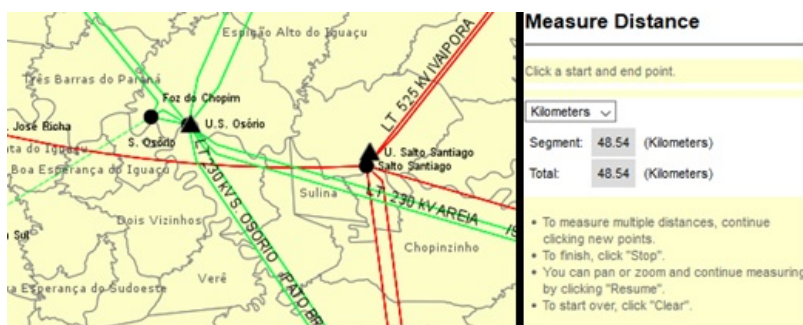 Espigão Alto do Iguaçu
Três Barras do Paraná
Foz do Chopim
U.S. Osório
José Richa
S. Osório
ta do Iguaçu
Boa Esperança do Iguaçu
LT 525 kV IVAIPORA
U. Salto Santiago
Salto Santiago
Sulina
LT 230 kV AREIA
LT 230 kV S. OSORIO /PATO BR
Dois Vizinhos
Sul
Chopinzinho
Verê
a Esperança do Sudoeste
Measure Distance
Click a start and end point.
Kilometers
Segment: 48.54 (Kilometers)
Total: 48.54 (Kilometers)
• To measure multiple distances, continue
clicking new points.
• To finish, click "Stop".
• You can pan or zoom and continue measuring
by clicking "Resume".
• To start over, click "Clear".